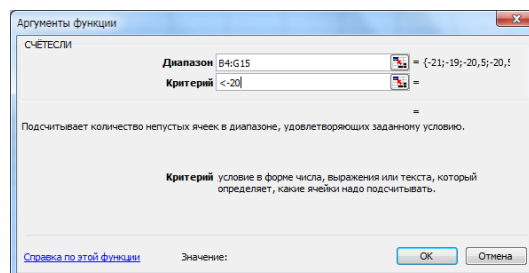 Аргументы функции
СЧЁТЕСЛИ
Диапазон B4:G15 = {-21;-19;-20,5;-20,5
Критерий <-20 =
=
Подсчитывает количество непустых ячеек в диапазоне, удовлетворяющих заданному условию.
Критерий условие в форме числа, выражения или текста, который
определяет, какие ячейки надо подсчитывать.
Справка по этой функции Значение: ОК Отмена